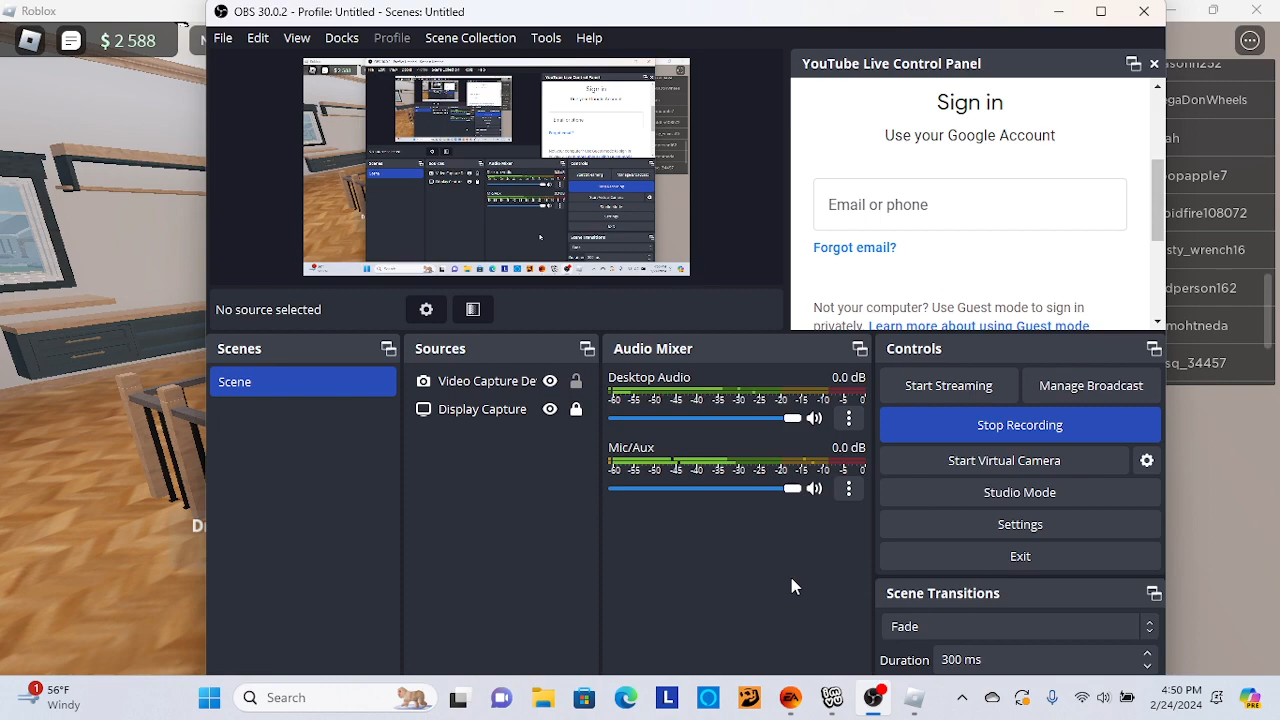 Roblox
OBS 30.0.2 - Profile: Untitled - Scenes: Untitled
$ 2 588
File Edit View Docks Profile Scene Collection Tools Help
YouTube Live Control Panel
Sign in
Use your Google Account
Email or phone
Forgot email?
Not your computer? Use Guest mode to sign in
privately. Learn more about using Guest mode
No source selected
Scenes
Scene
Sources
Video Capture De
Display Capture
Audio Mixer
Desktop Audio 0.0 dB
-60 -55 -50 -45 -40 -35 -30 -25 -20 -15 -10 -5 0
Mic/Aux 0.0 dB
-60 -55 -50 -45 -40 -35 -30 -25 -20 -15 -10 -5 0
Controls
Start Streaming Manage Broadcast
Stop Recording
Start Virtual Camera
Studio Mode
Settings
Exit
Scene Transitions
Fade
Duration 300 ms
idfire108072
sty_wrench16
dperson162
mohtneda
sq_34457
1
56°F
Windy
Search
4:50 PM
2/24/2024
PRE